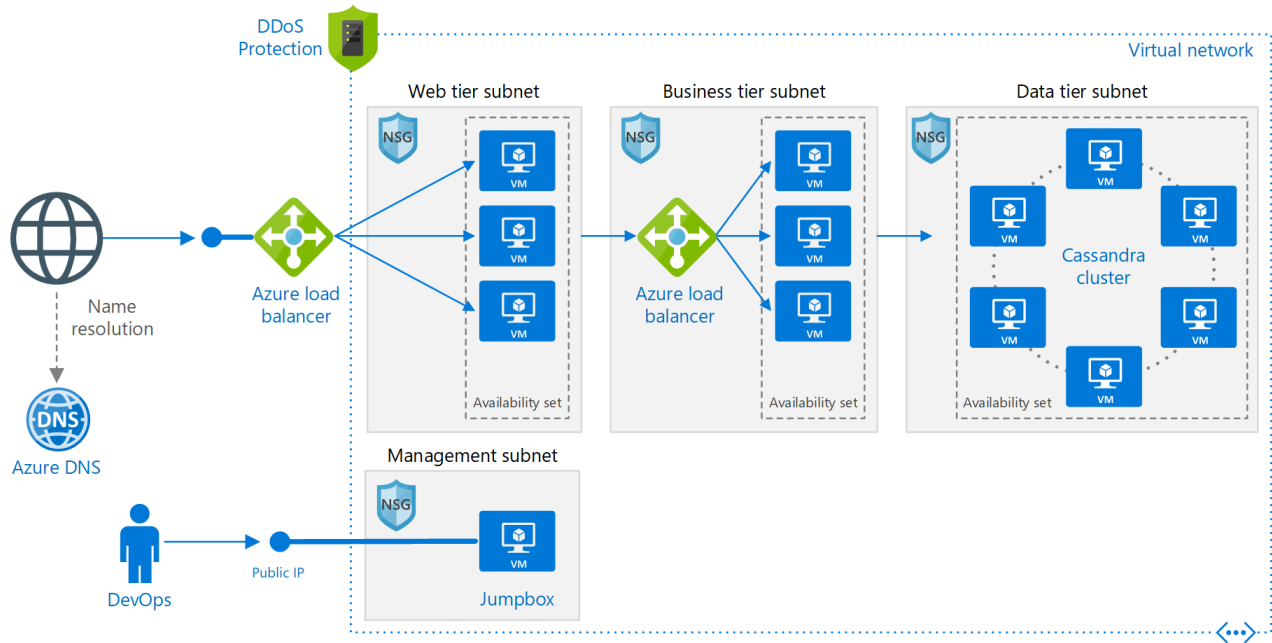 DDoS
Protection
Virtual network
Web tier subnet
Business tier subnet
Data tier subnet
NSG
NSG
NSG
VM
VM
VM
VM
VM
VM
VM
VM
VM
Cassandra
cluster
Azure load
balancer
Azure load
balancer
Name
resolution
VM
VM
VM
VM
VM
Availability set
Availability set
Availability set
DNS
Azure DNS
Management subnet
NSG
VM
Public IP
DevOps
Jumpbox